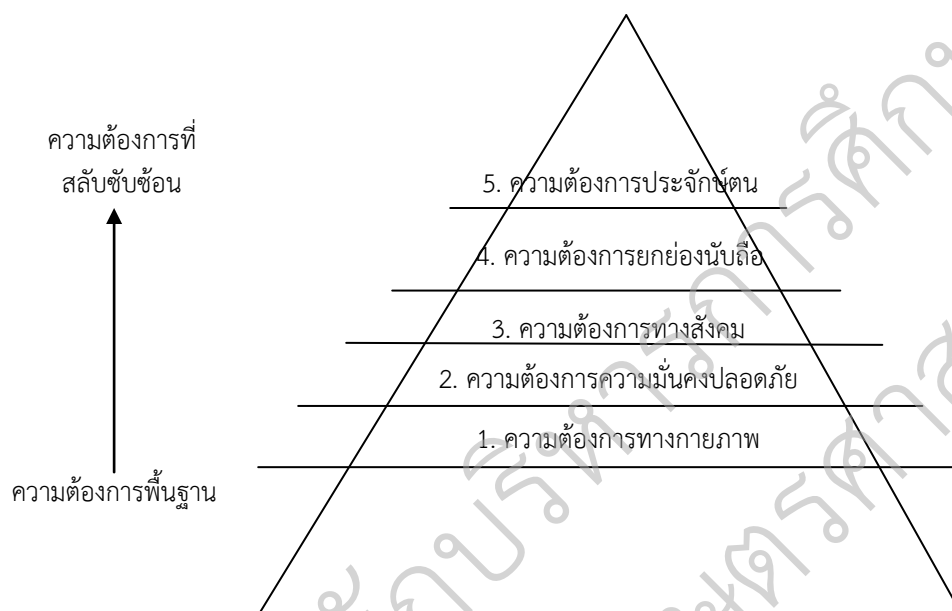 ความต้องการที่
สลับซับซ้อน
5. ความต้องการประจักษ์ตน
4. ความต้องการยกย่องนับถือ
3. ความต้องการทางสังคม
2. ความต้องการความมั่นคงปลอดภัย
1. ความต้องการทางกายภาพ
ความต้องการพื้นฐาน